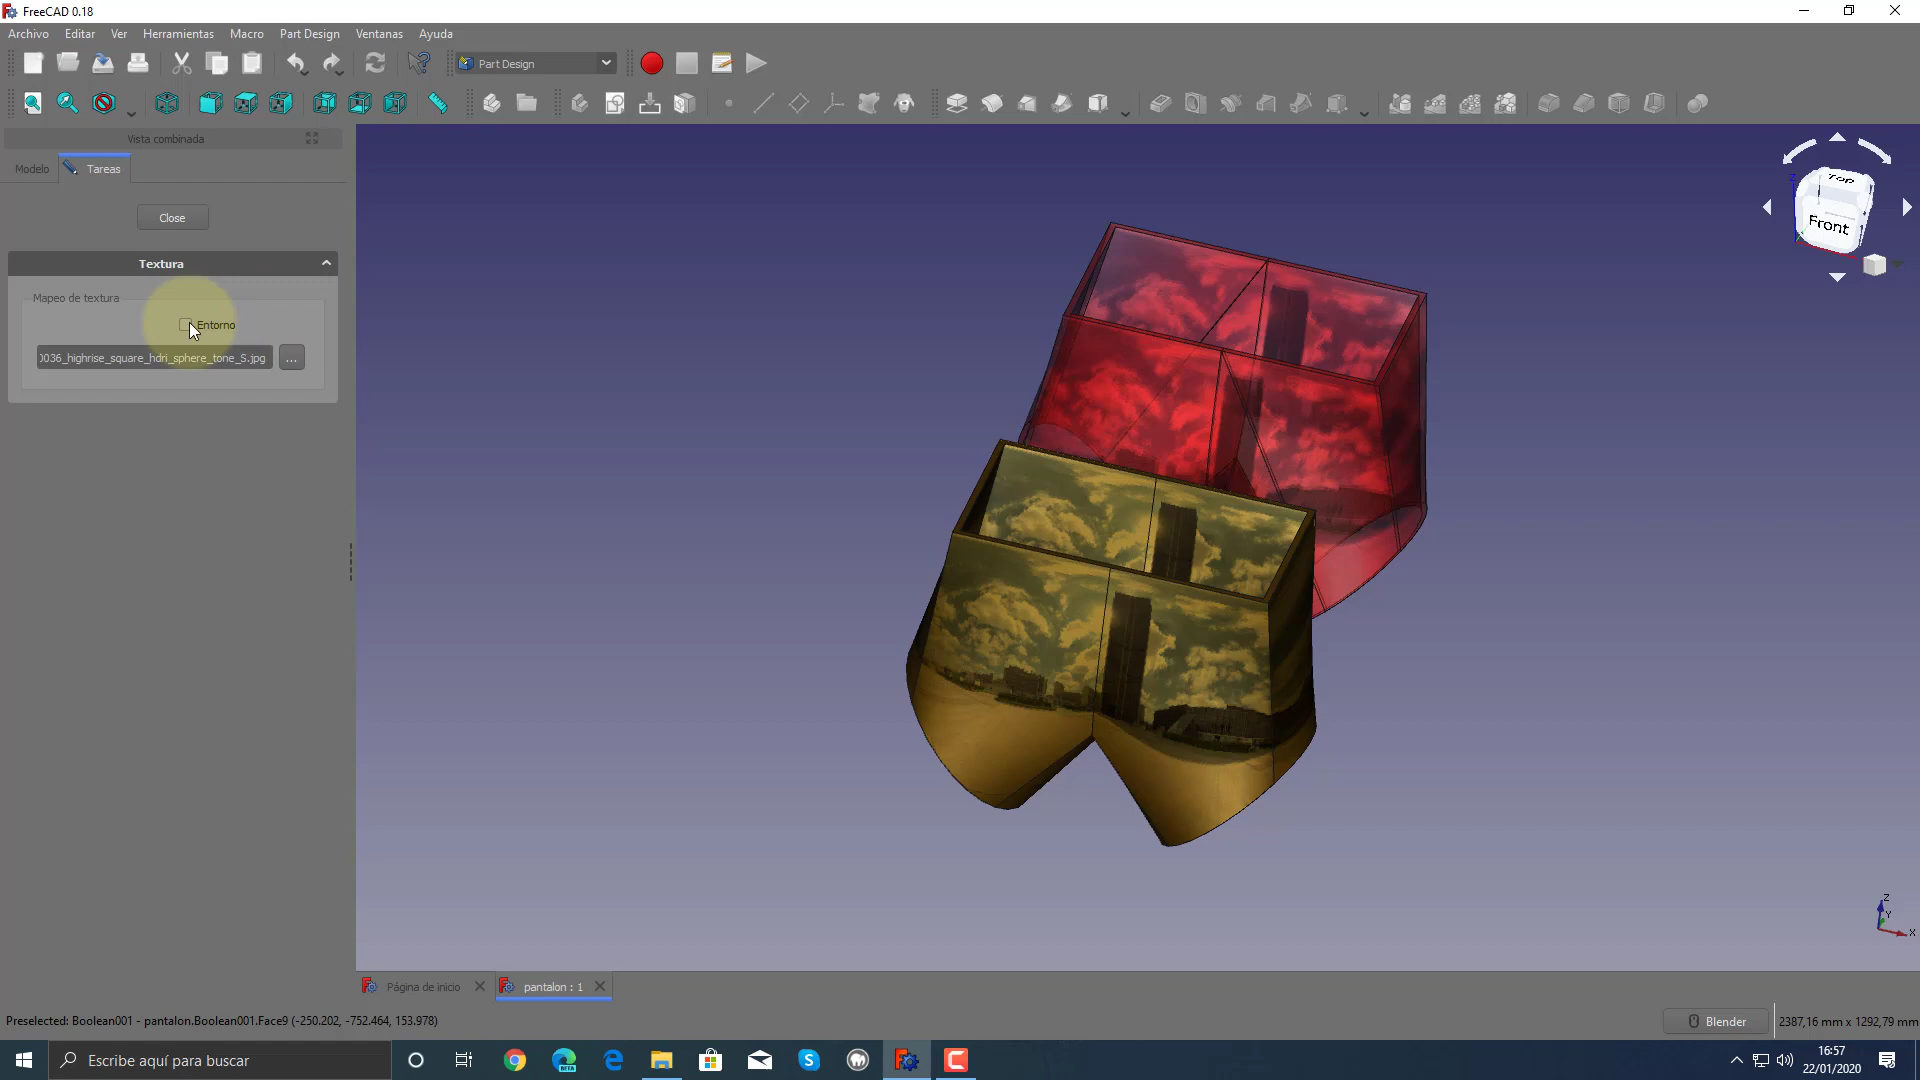 FreeCAD 0.18
Archivo Editar Ver Herramientas Macro Part Design Ventanas Ayuda
Part Design
Vista combinada
Modelo Tareas
Close
Textura
Mapeo de textura
Entorno
0036_highrise_square_hdri_sphere_tone_S.jpg ...
Top
Front
Z
Z
Y
X
Página de inicio pantalon : 1
Preselected: Boolean001 - pantalon.Boolean001.Face9 (-250.202, -752.464, 153.978)
Blender 2387,16 mm x 1292,79 mm
Escribe aquí para buscar
BETA
16:57
22/01/2020